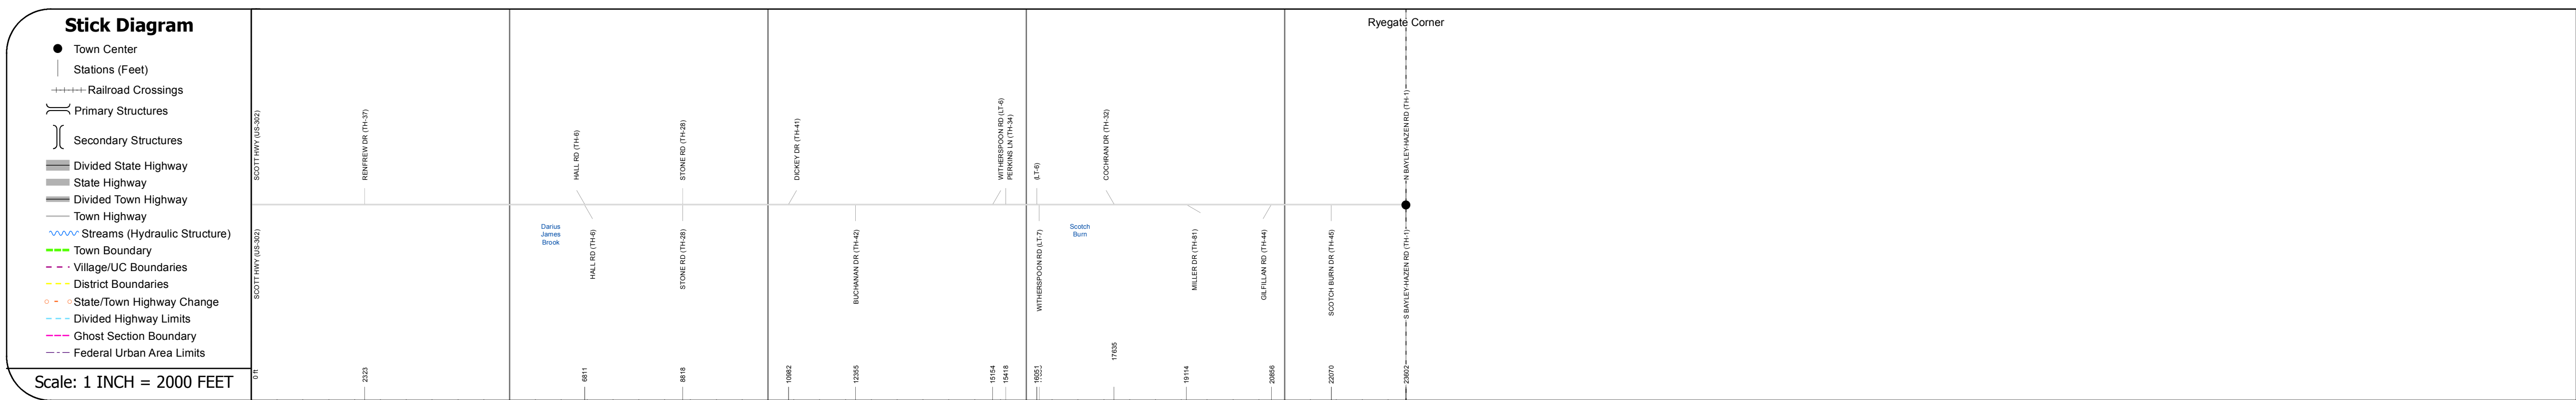 Stick Diagram
Town Center
Stations (Feet)
Railroad Crossings
Primary Structures
Secondary Structures
Divided State Highway
State Highway
Divided Town Highway
Town Highway
Streams (Hydraulic Structure)
Town Boundary
Village/UC Boundaries
District Boundaries
State/Town Highway Change
Divided Highway Limits
Ghost Section Boundary
Federal Urban Area Limits
Scale: 1 INCH = 2000 FEET
Ryegate Corner
SCOTT HWY (US-302)
RENFREW DR (TH-37)
HALL RD (TH-6)
STONE RD (TH-28)
DICKEY DR (TH-41)
WITHERSPOON RD (LT-6)
PERKINS LN (TH-34)
(LT-6)
COCHRAN DR (TH-32)
N BAYLEY-HAZEN RD (TH-1)
SCOTT HWY (US-302)
Darius
James
Brook
HALL RD (TH-6)
STONE RD (TH-28)
BUCHANAN DR (TH-42)
WITHERSPOON RD (LT-7)
Scotch
Burn
MILLER DR (TH-81)
GILFILLAN RD (TH-44)
SCOTCH BURN DR (TH-45)
S BAYLEY-HAZEN RD (TH-1)
0 ft
2323
6811
8818
10982
12355
15154
15418
16051
17635
19114
20856
22070
23602